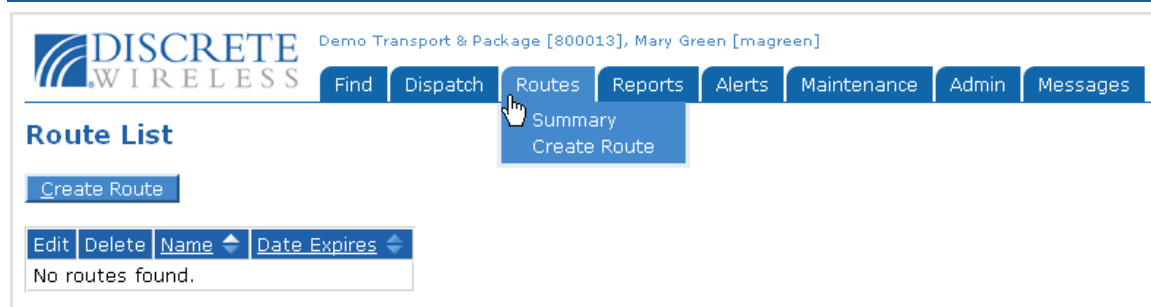 DISCRETE
WIRELESS
Demo Transport & Package [800013], Mary Green [magreen]
Find Dispatch Routes Reports Alerts Maintenance Admin Messages
Summary
Create Route
Route List
Create Route
Edit Delete Name Date Expires
No routes found.